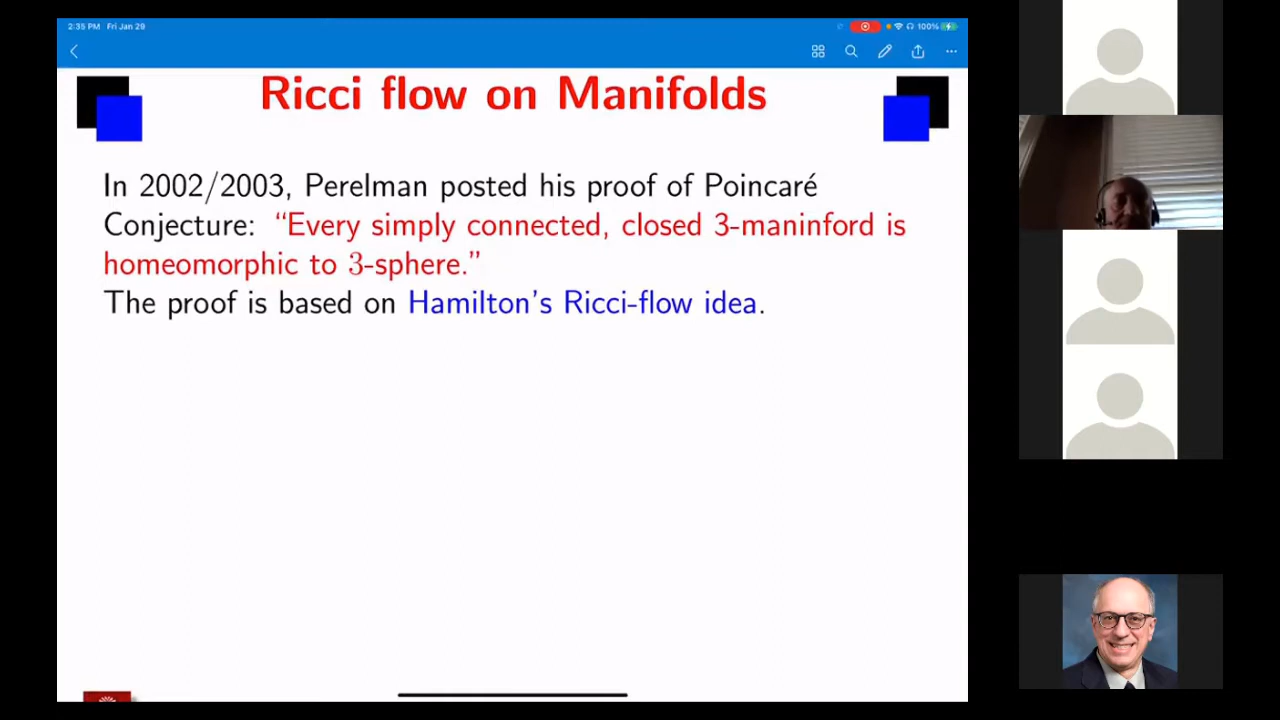 2:35 PM Fri Jan 29
100%
Ricci flow on Manifolds
In 2002/2003, Perelman posted his proof of Poincaré
Conjecture: “Every simply connected, closed 3-maninford is
homeomorphic to 3-sphere.”
The proof is based on Hamilton’s Ricci-flow idea.